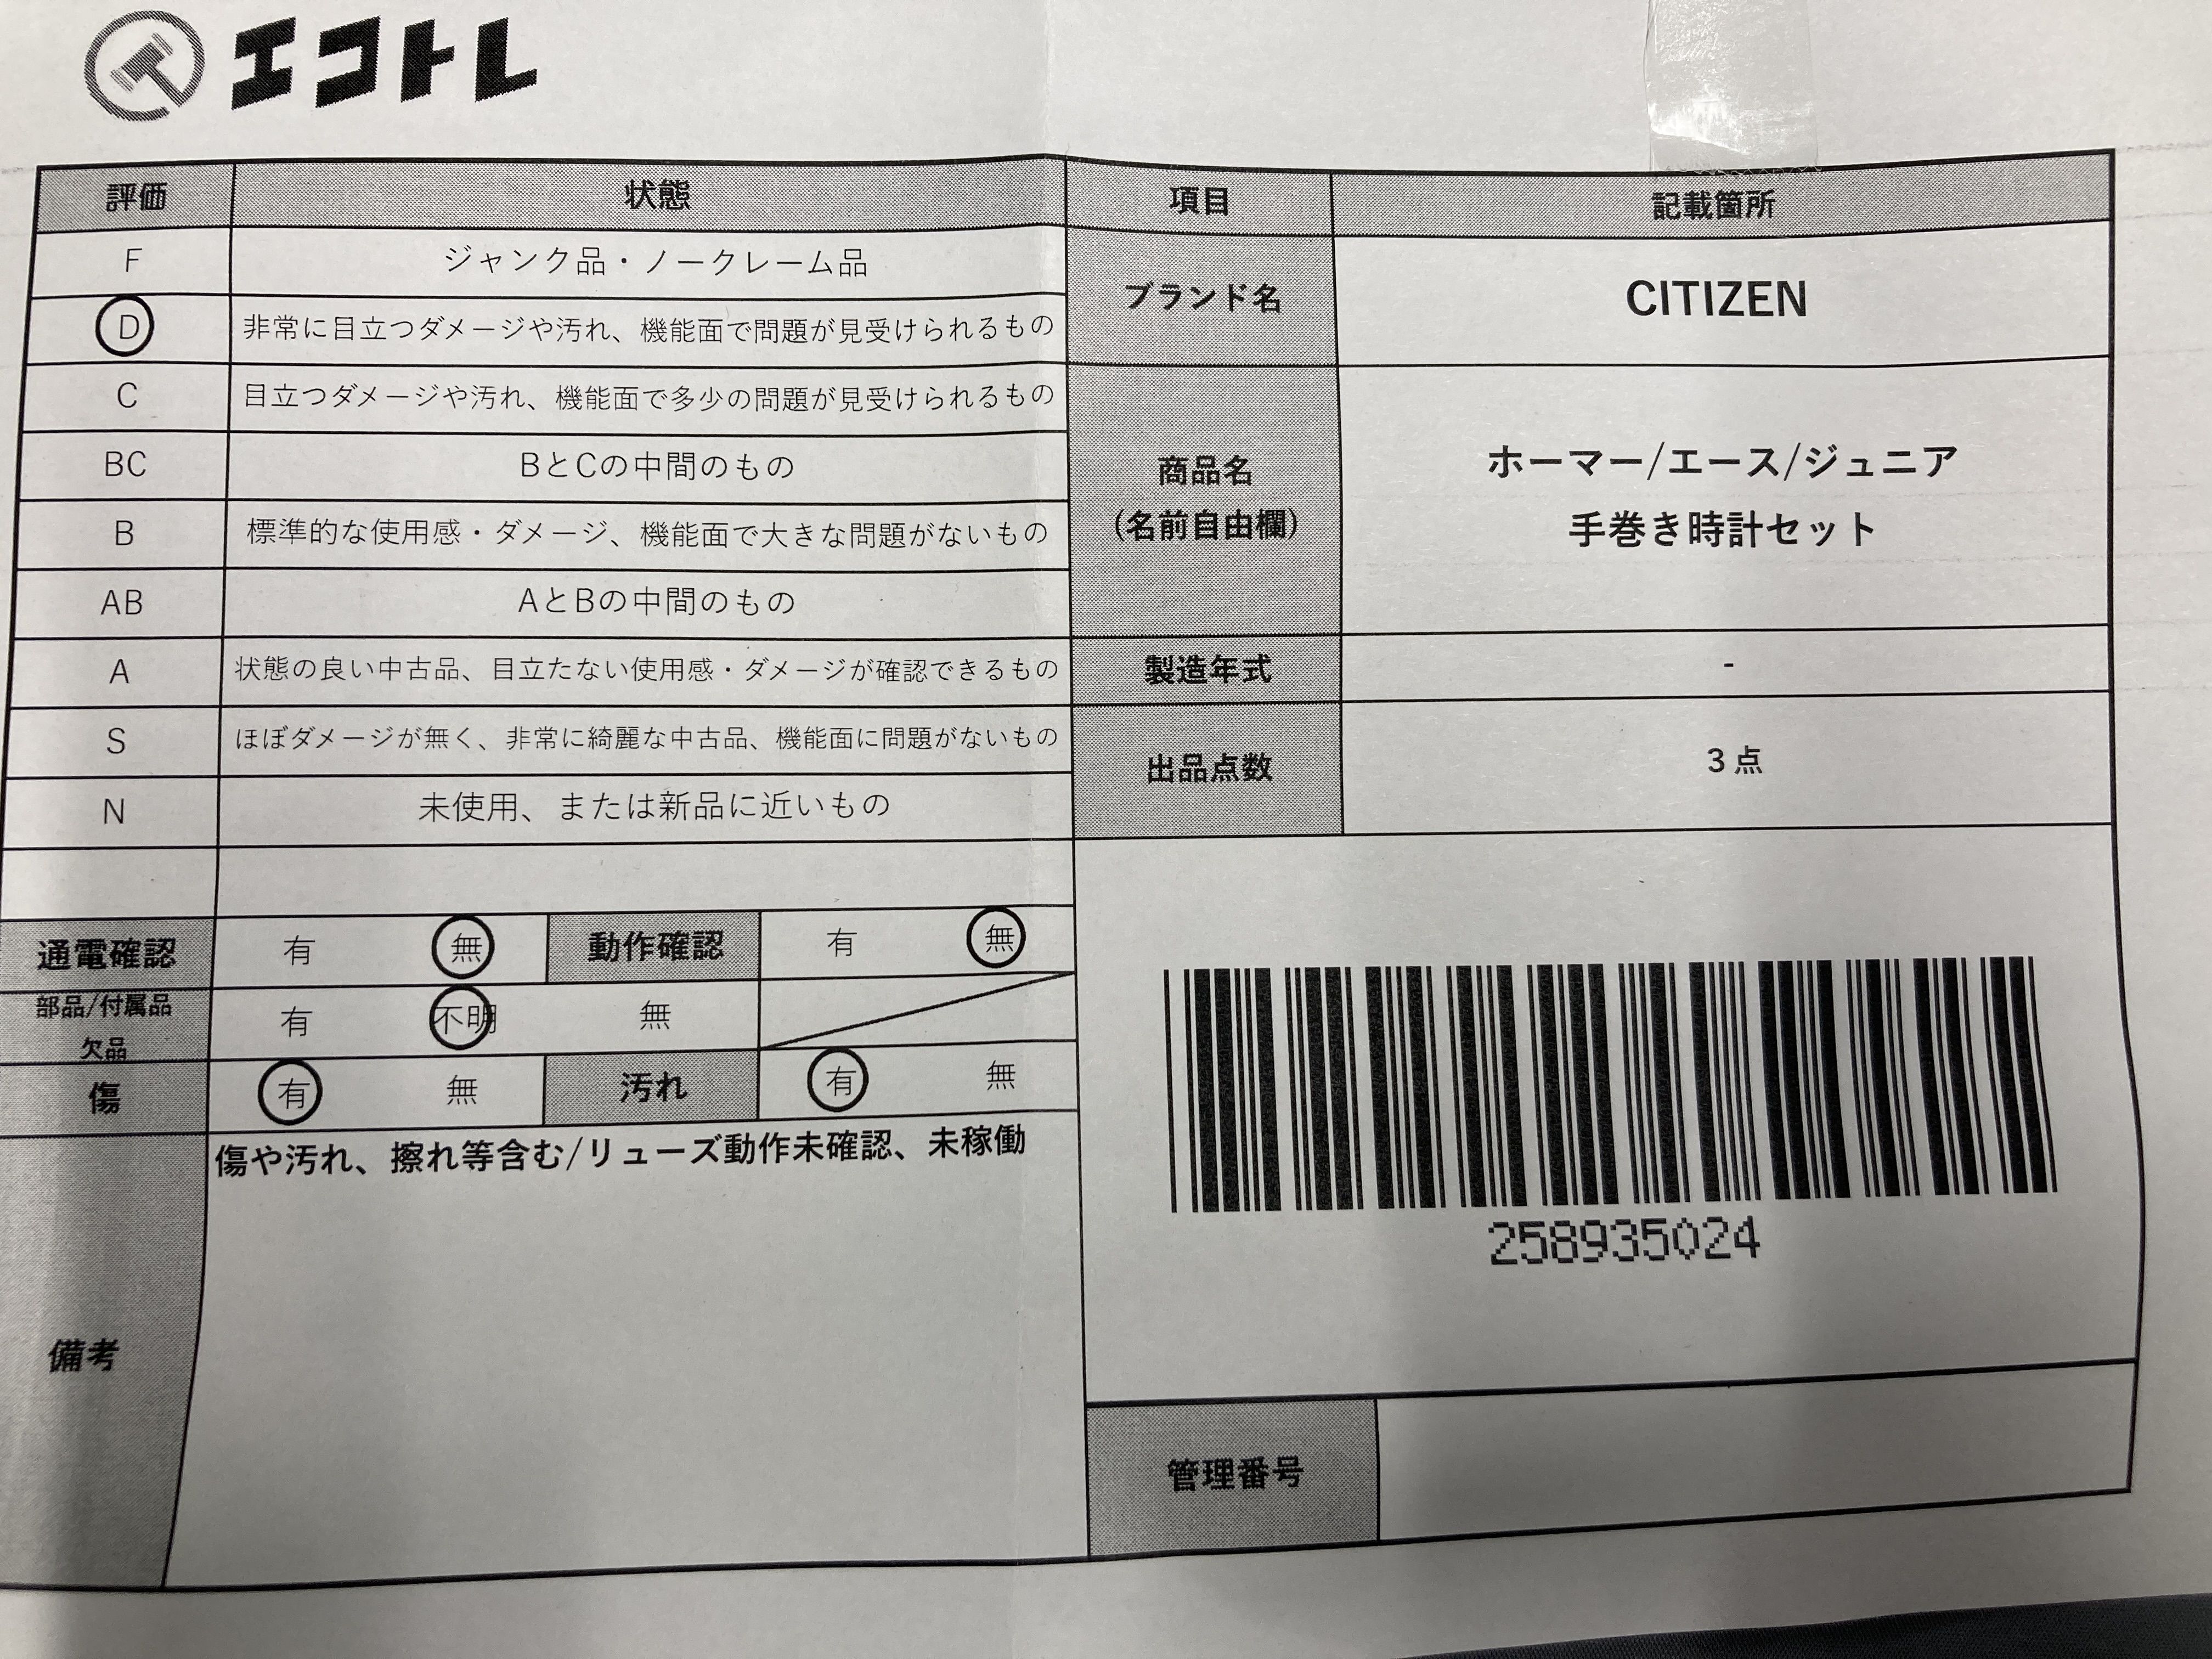 エコトレ
評価 状態 項目 記載箇所
F ジャンク品・ノークレーム品
D 非常に目立つダメージや汚れ、機能面で問題が見受けられるもの
C 目立つダメージや汚れ、機能面で多少の問題が見受けられるもの
BC BとCの中間のもの
B 標準的な使用感・ダメージ、機能面で大きな問題がないもの
AB AとBの中間のもの
A 状態の良い中古品、目立たない使用感・ダメージが確認できるもの
S ほぼダメージが無く、非常に綺麗な中古品、機能面に問題がないもの
N 未使用、または新品に近いもの
ブランド名 CITIZEN
商品名
(名前自由欄)
ホーマー/エース/ジュニア
手巻き時計セット
製造年式 -
出品点数 3点
通電確認 有 無 動作確認 有 無
部品/付属品
欠品
有 不明 無
傷 有 無 汚れ 有 無
備考
傷や汚れ、擦れ等含む/リューズ動作未確認、未稼働
258935024
管理番号